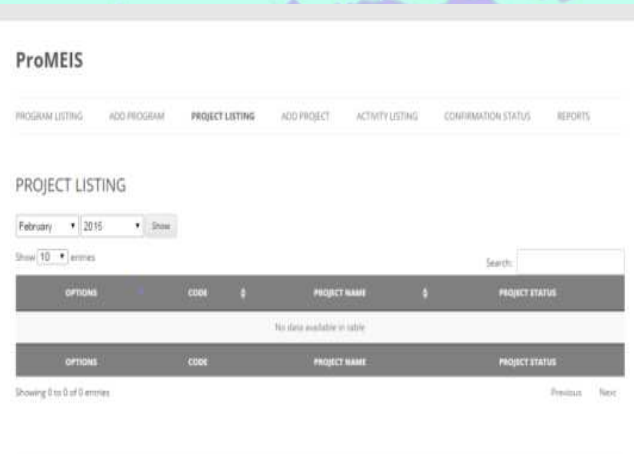 ProMEIS
PROGRAM LISTING ADD PROGRAM PROJECT LISTING ADD PROJECT ACTIVITY LISTING CONFIRMATION STATUS REPORTS
PROJECT LISTING
February 2015 Show
Show 10 entries
Search:
OPTIONS CODE PROJECT NAME PROJECT STATUS
No data available in table
OPTIONS CODE PROJECT NAME PROJECT STATUS
Showing 0 to 0 of 0 entries Previous Next